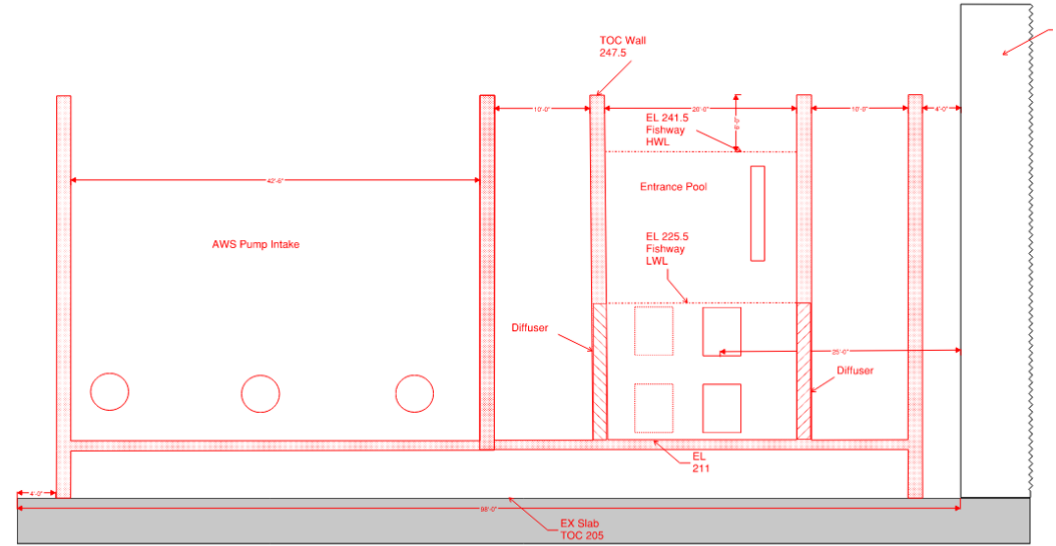 TOC Wall
247.5
10'-0"
20'-0"
10'-0"
4'-0"
6'-0"
EL 241.5
Fishway
HWL
Entrance Pool
AWS Pump Intake
EL 225.5
Fishway
LWL
Diffuser
25'-0"
Diffuser
EL
211
4'-0"
98'-0"
EX Slab
TOC 205